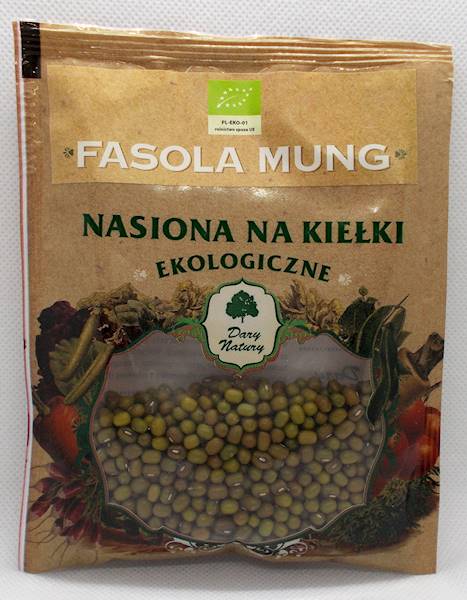 PL-EKO-01
rolnictwo spoza UE
FASOLA MUNG
NASIONA NA KIEŁKI
EKOLOGICZNE
Dary
Natury